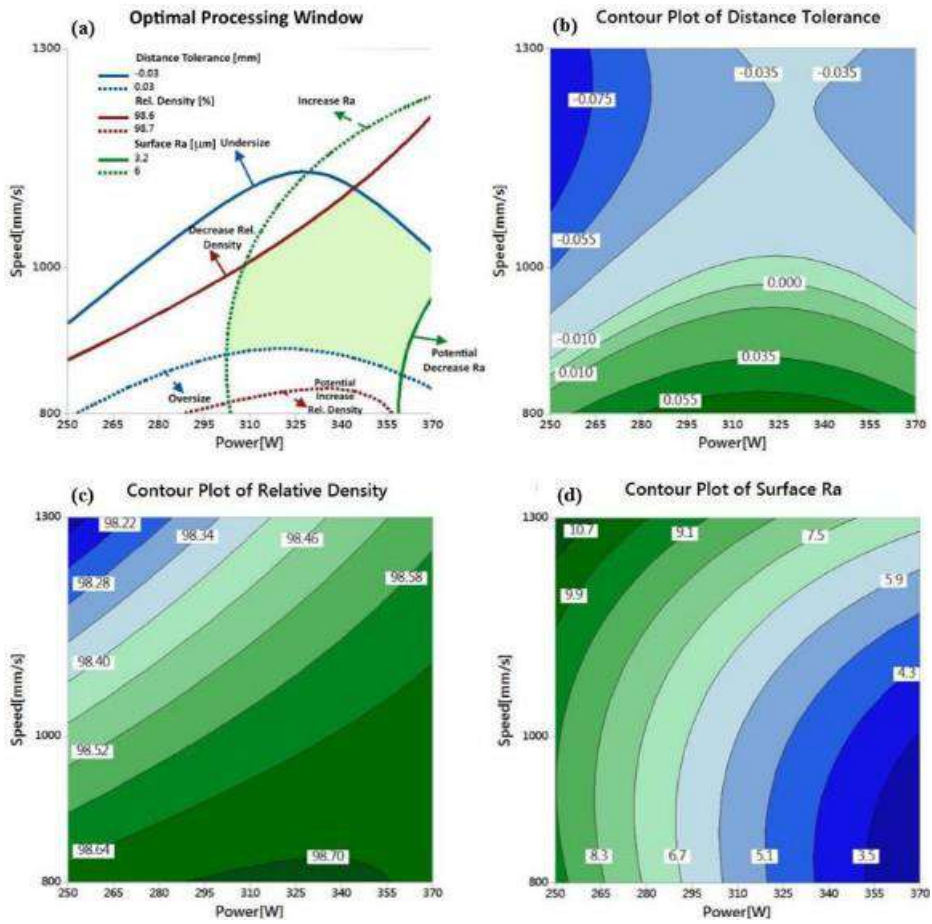 (a) Optimal Processing Window
1300
1000
800
Speed[mm/s]
Distance Tolerance [mm]
-0.03
0.03
Rel. Density [%]
98.6
98.7
Surface Ra [μm]
3.2
6
Undersize
Increase Ra
Decrease Rel.
Density
Potential
Decrease Ra
Oversize
Potential
Increase
Rel. Density
250 265 280 295 310 325 340 355 370
Power[W]
(b) Contour Plot of Distance Tolerance
1300
1000
800
Speed[mm/s]
-0.035 -0.035
-0.075
-0.055
0.000
-0.010
0.010
0.035
0.055
250 265 280 295 310 325 340 355 370
Power[W]
(c) Contour Plot of Relative Density
1300
1000
800
Speed[mm/s]
98.22
98.34
98.46
98.28
98.58
98.40
98.52
98.64
98.70
250 265 280 295 310 325 340 355 370
Power[W]
(d) Contour Plot of Surface Ra
1300
1000
800
Speed[mm/s]
10.7
9.1
7.5
5.9
9.9
4.3
8.3 6.7 5.1 3.5
250 265 280 295 310 325 340 355 370
Power[W]